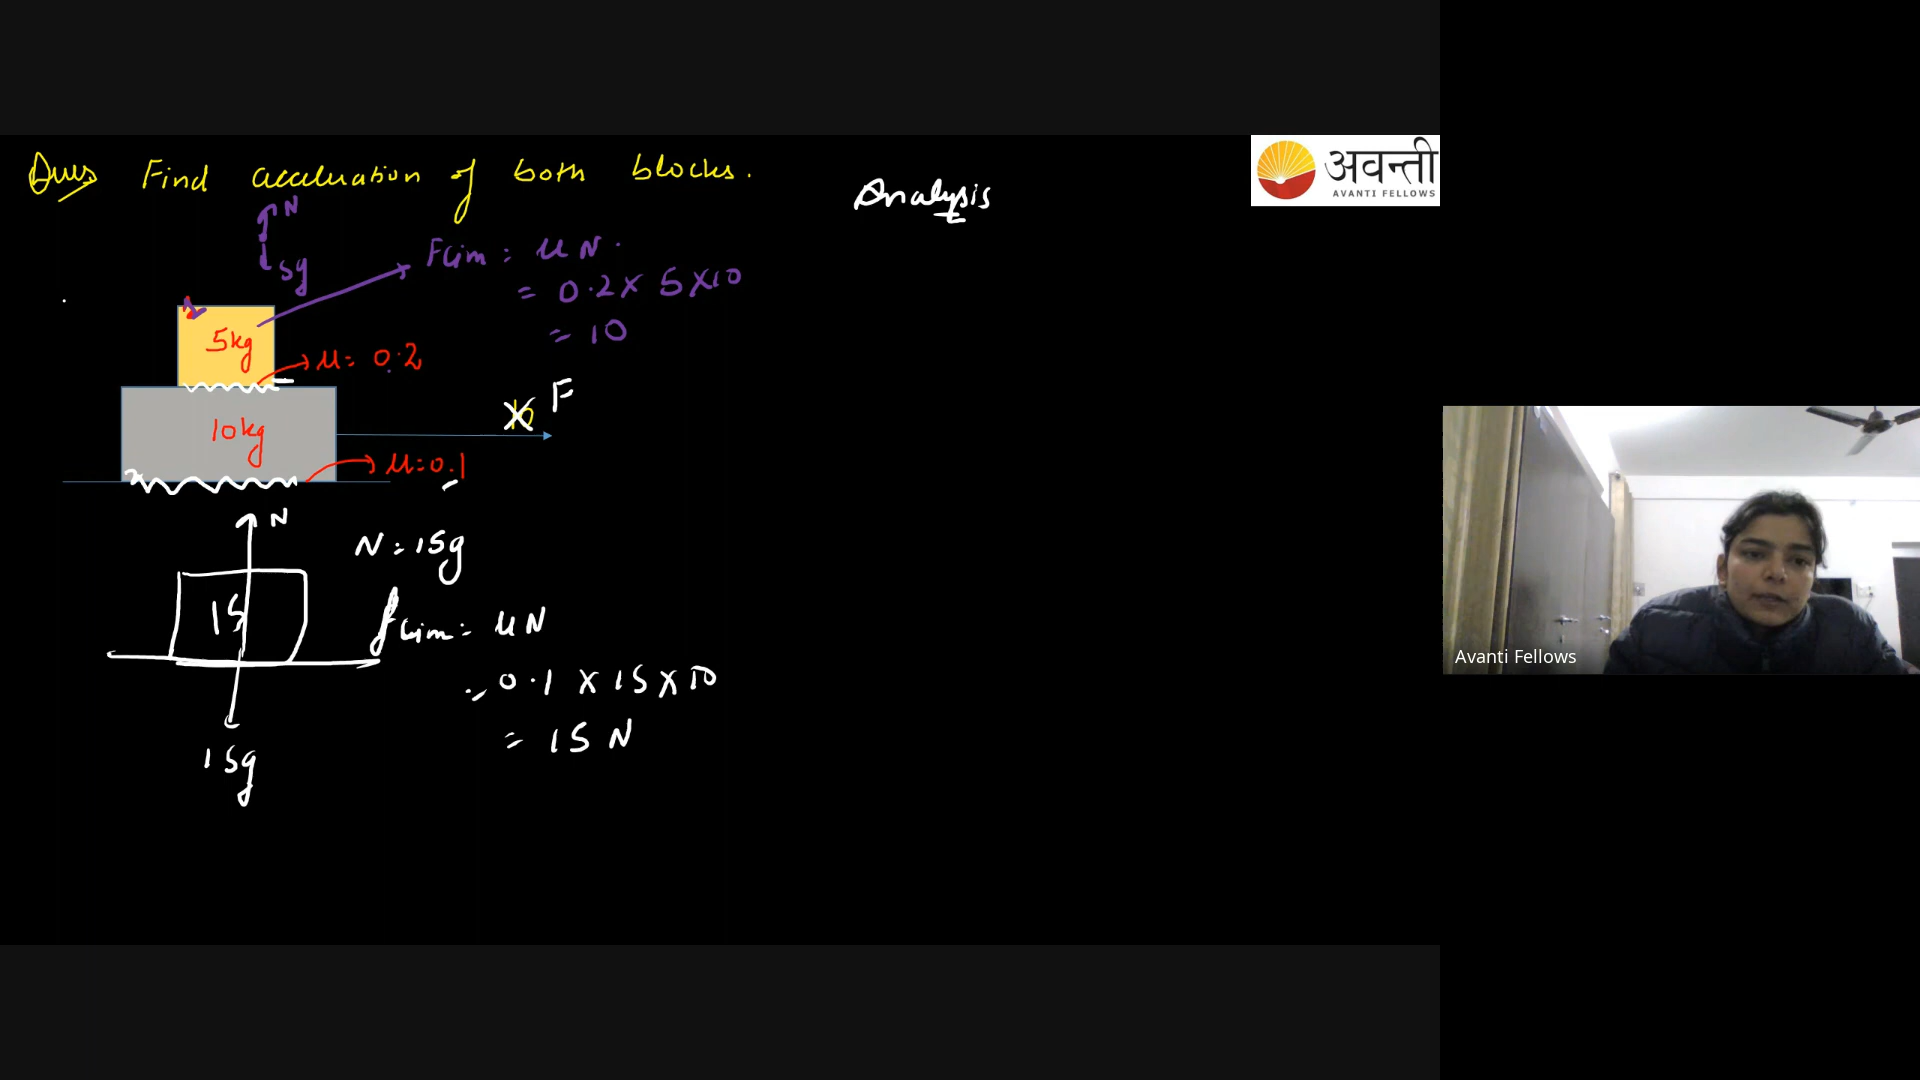 Ques Find acceleration of both blocks.
Analysis
अवन्ती
AVANTI FELLOWS
N
5g
Flim = μN.
= 0.2 x 5 x 10
= 10
5kg
μ = 0.2
F
10kg
μ = 0.1
N
N = 15g
15
flim = μN
= 0.1 x 15 x 10
= 15 N
15g
Avanti Fellows